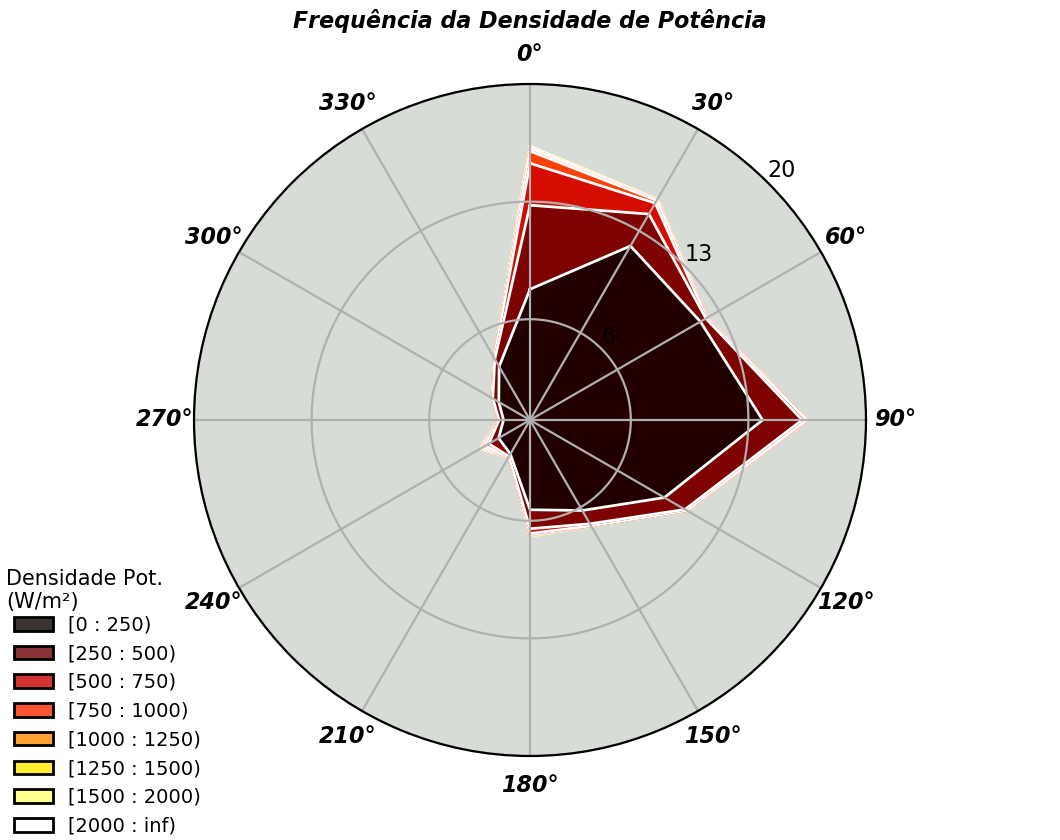 Frequência da Densidade de Potência
0°
330°
30°
20
300°
60°
13
6
270°
90°
240°
120°
210°
150°
180°
Densidade Pot.
(W/m²)
[0 : 250)
[250 : 500)
[500 : 750)
[750 : 1000)
[1000 : 1250)
[1250 : 1500)
[1500 : 2000)
[2000 : inf)